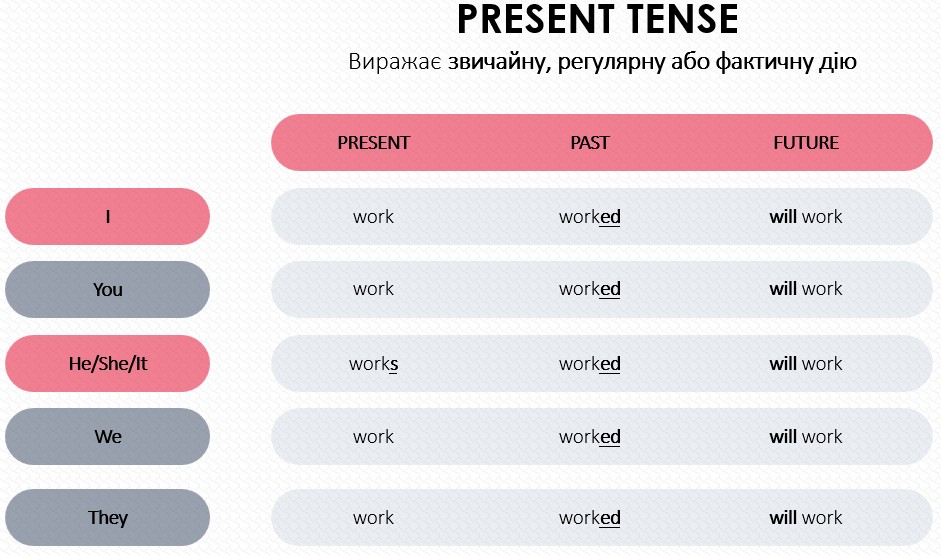 PRESENT TENSE
Виражає звичайну, регулярну або фактичну дію
PRESENT PAST FUTURE
I work worked will work
You work worked will work
He/She/It works worked will work
We work worked will work
They work worked will work